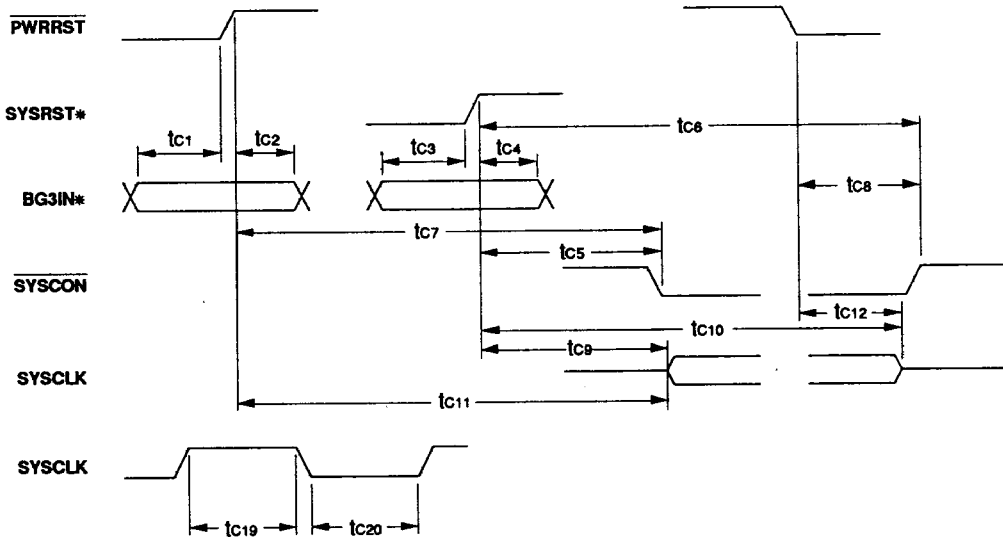 PWRRST
SYSRST*
tC6
tC1
tC2
tC3
tC4
tC8
BG3IN*
tC7
tC5
SYSCON
tC12
tC10
tC9
SYSCLK
tC11
SYSCLK
tC19
tC20